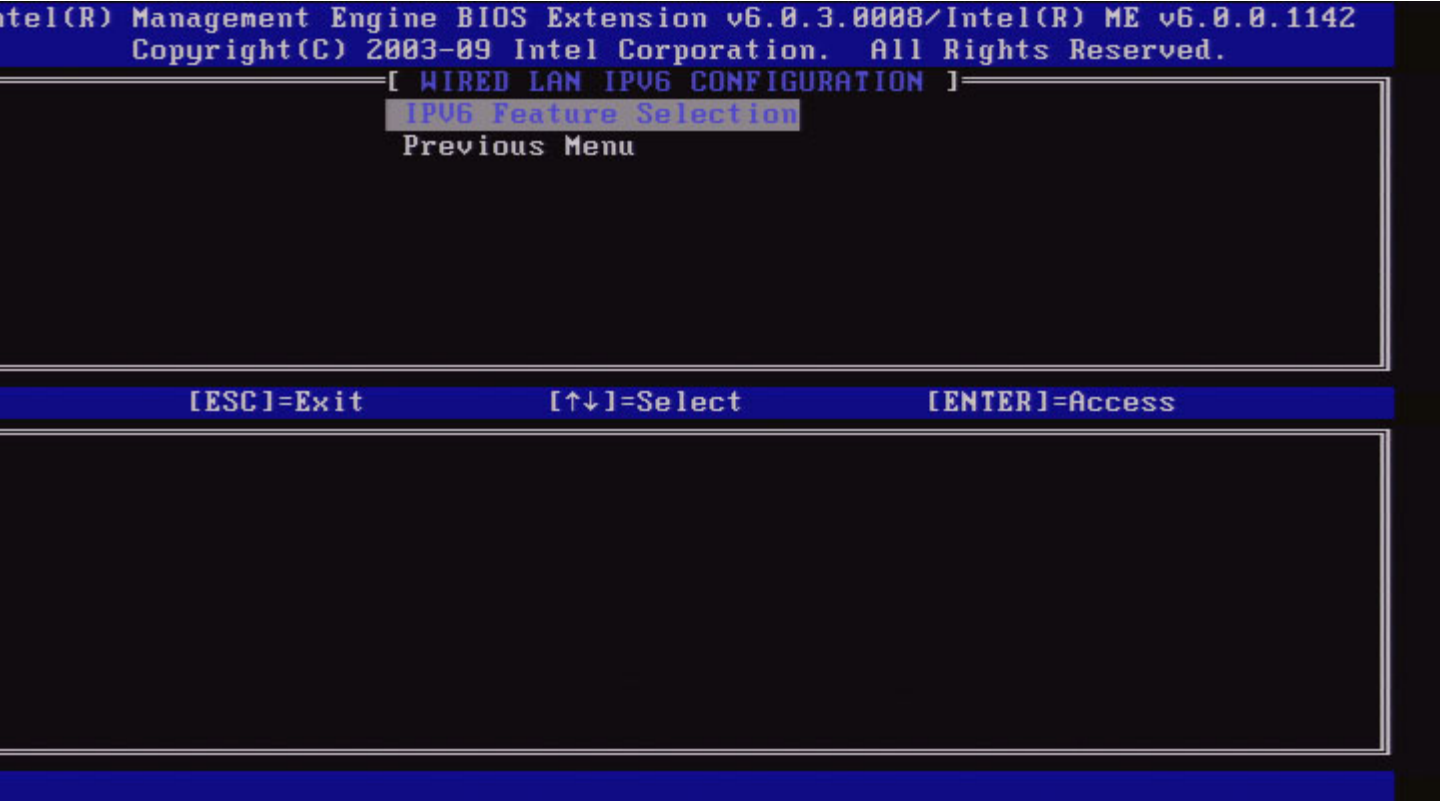 ntel(R) Management Engine BIOS Extension v6.0.3.0008/Intel(R) ME v6.0.0.1142
Copyright(C) 2003-09 Intel Corporation. All Rights Reserved.
[ WIRED LAN IPV6 CONFIGURATION ]
IPV6 Feature Selection
Previous Menu
[ESC]=Exit [↑↓]=Select [ENTER]=Access